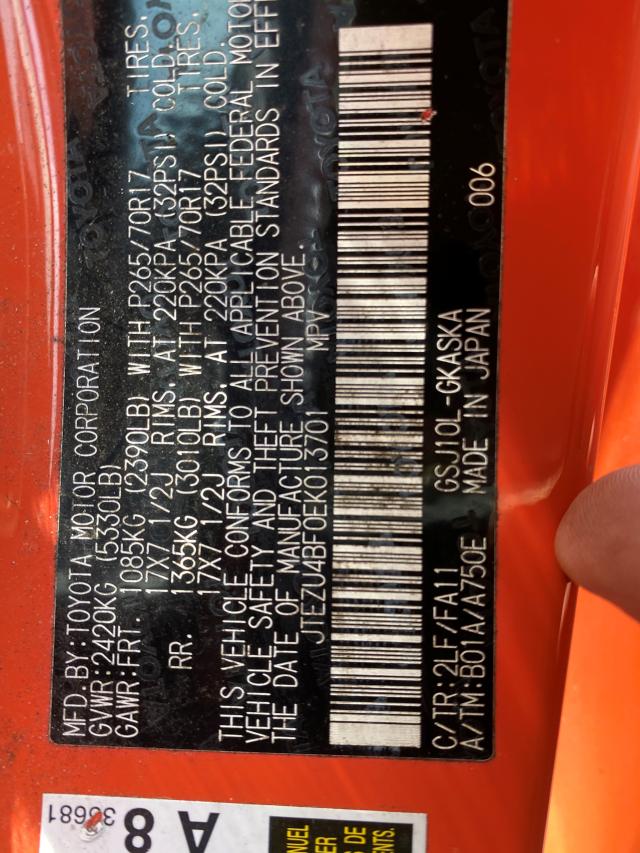 MFD.BY:TOYOTA MOTOR CORPORATION
GVWR:2420KG (5330LB)
GAWR:FRT. 1085KG (2390LB) WITH P265/70R17 TIRES,
17X7 1/2J RIMS, AT 220KPA (32PSI) COLD.
RR. 1365KG (3010LB) WITH P265/70R17 TIRES,
17X7 1/2J RIMS, AT 220KPA (32PSI) COLD.
THIS VEHICLE CONFORMS TO ALL APPLICABLE FEDERAL MOTOR
VEHICLE SAFETY AND THEFT PREVENTION STANDARDS IN EFF
THE DATE OF MANUFACTURE SHOWN ABOVE.
JTEZU4BF0EK013701 MPV
C/TR:2LF/FA11 GSJ10L-GKASKA
A/TM:B01A/A750E MADE IN JAPAN 006
A 8
NUEL
ER
S DE
ENTS.